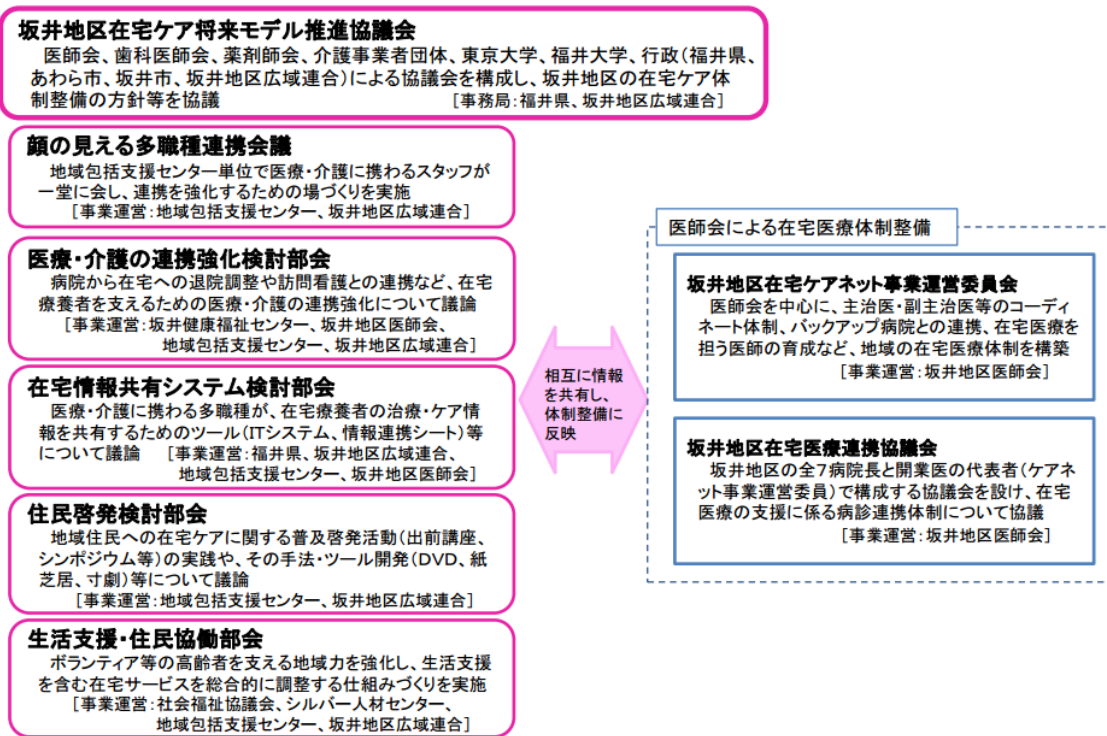 坂井地区在宅ケア将来モデル推進協議会
医師会、歯科医師会、薬剤師会、介護事業者団体、東京大学、福井大学、行政(福井県、
あわら市、坂井市、坂井地区広域連合)による協議会を構成し、坂井地区の在宅ケア体
制整備の方針等を協議 [事務局:福井県、坂井地区広域連合]
顔の見える多職種連携会議
地域包括支援センター単位で医療・介護に携わるスタッフが
一堂に会し、連携を強化するための場づくりを実施
[事業運営:地域包括支援センター、坂井地区広域連合]
医療・介護の連携強化検討部会
病院から在宅への退院調整や訪問看護との連携など、在宅
療養者を支えるための医療・介護の連携強化について議論
[事業運営:坂井健康福祉センター、坂井地区医師会、
地域包括支援センター、坂井地区広域連合]
在宅情報共有システム検討部会
医療・介護に携わる多職種が、在宅療養者の治療・ケア情
報を共有するためのツール(ITシステム、情報連携シート)等
について議論 [事業運営:福井県、坂井地区広域連合、
地域包括支援センター、坂井地区医師会]
住民啓発検討部会
地域住民への在宅ケアに関する普及啓発活動(出前講座、
シンポジウム等)の実践や、その手法・ツール開発(DVD、紙
芝居、寸劇)等について議論
[事業運営:地域包括支援センター、坂井地区広域連合]
生活支援・住民協働部会
ボランティア等の高齢者を支える地域力を強化し、生活支援
を含む在宅サービスを総合的に調整する仕組みづくりを実施
[事業運営:社会福祉協議会、シルバー人材センター、
地域包括支援センター、坂井地区広域連合]
相互に情報
を共有し、
体制整備に
反映
医師会による在宅医療体制整備
坂井地区在宅ケアネット事業運営委員会
医師会を中心に、主治医・副主治医等のコーディ
ネート体制、バックアップ病院との連携、在宅医療を
担う医師の育成など、地域の在宅医療体制を構築
[事業運営:坂井地区医師会]
坂井地区在宅医療連携協議会
坂井地区の全7病院長と開業医の代表者(ケアネ
ット事業運営委員)で構成する協議会を設け、在宅
医療の支援に係る病診連携体制について協議
[事業運営:坂井地区医師会]